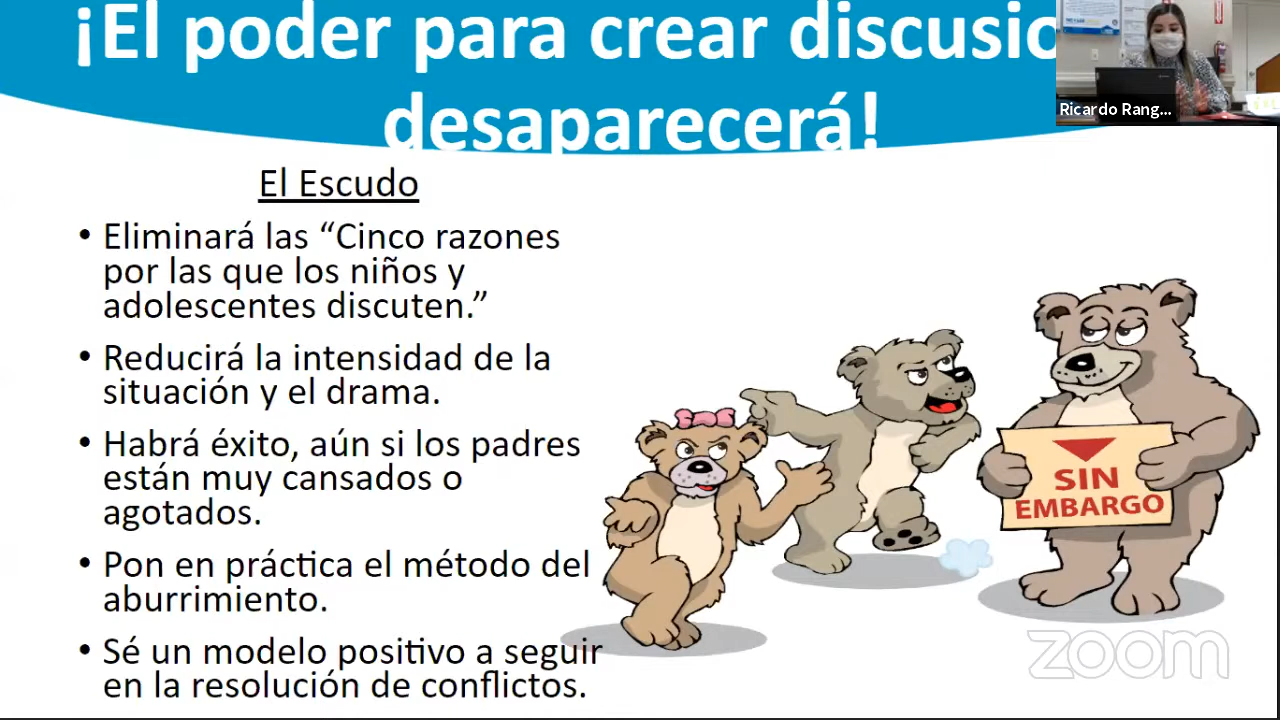 ¡El poder para crear discusio
desaparecerá!
Ricardo Rang...
El Escudo
• Eliminará las “Cinco razones
por las que los niños y
adolescentes discuten.”
• Reducirá la intensidad de la
situación y el drama.
• Habrá éxito, aún si los padres
están muy cansados o
agotados.
• Pon en práctica el método del
aburrimiento.
• Sé un modelo positivo a seguir
en la resolución de conflictos.
SIN
EMBARGO
zoom